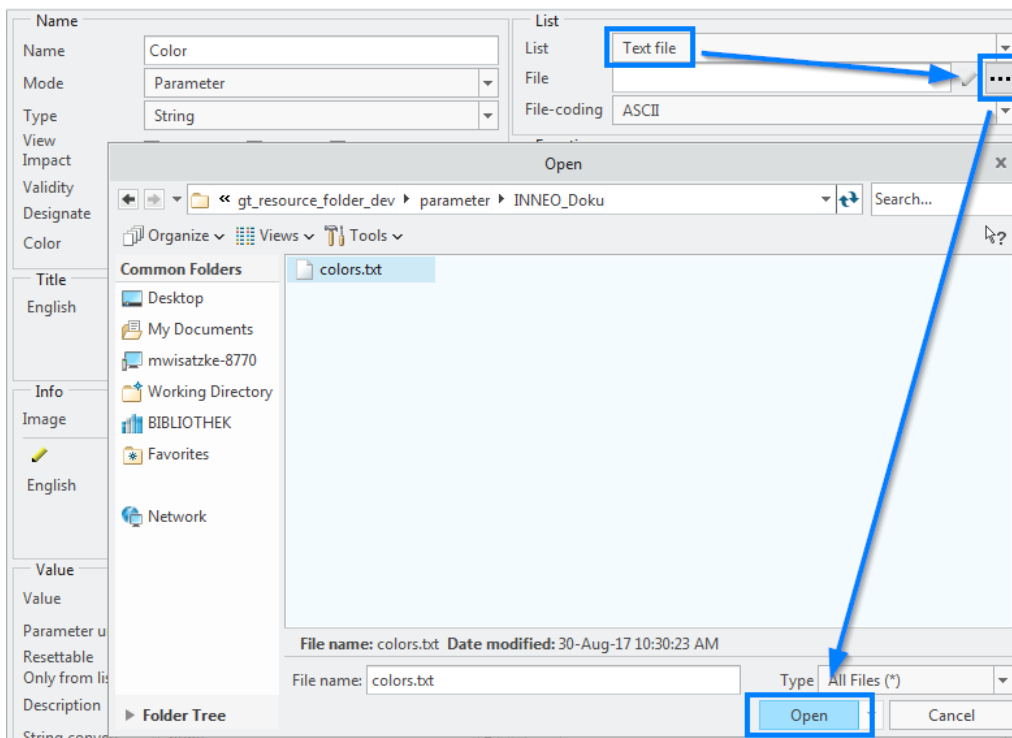 Name
Name Color
Mode Parameter
Type String
View
Impact
Validity
Designate
Color
Title
English
Info
Image
English
Value
Value
Parameter u
Resettable
Only from lis
Description
List
List Text file
File ...
File-coding ASCII
Open x
« gt_resource_folder_dev parameter INNEO_Doku Search...
Organize Views Tools ?
Common Folders
Desktop
My Documents
mwisatzke-8770
Working Directory
BIBLIOTHEK
Favorites
Network
Folder Tree
colors.txt
File name: colors.txt Date modified: 30-Aug-17 10:30:23 AM
File name: colors.txt Type All Files (*)
Open Cancel